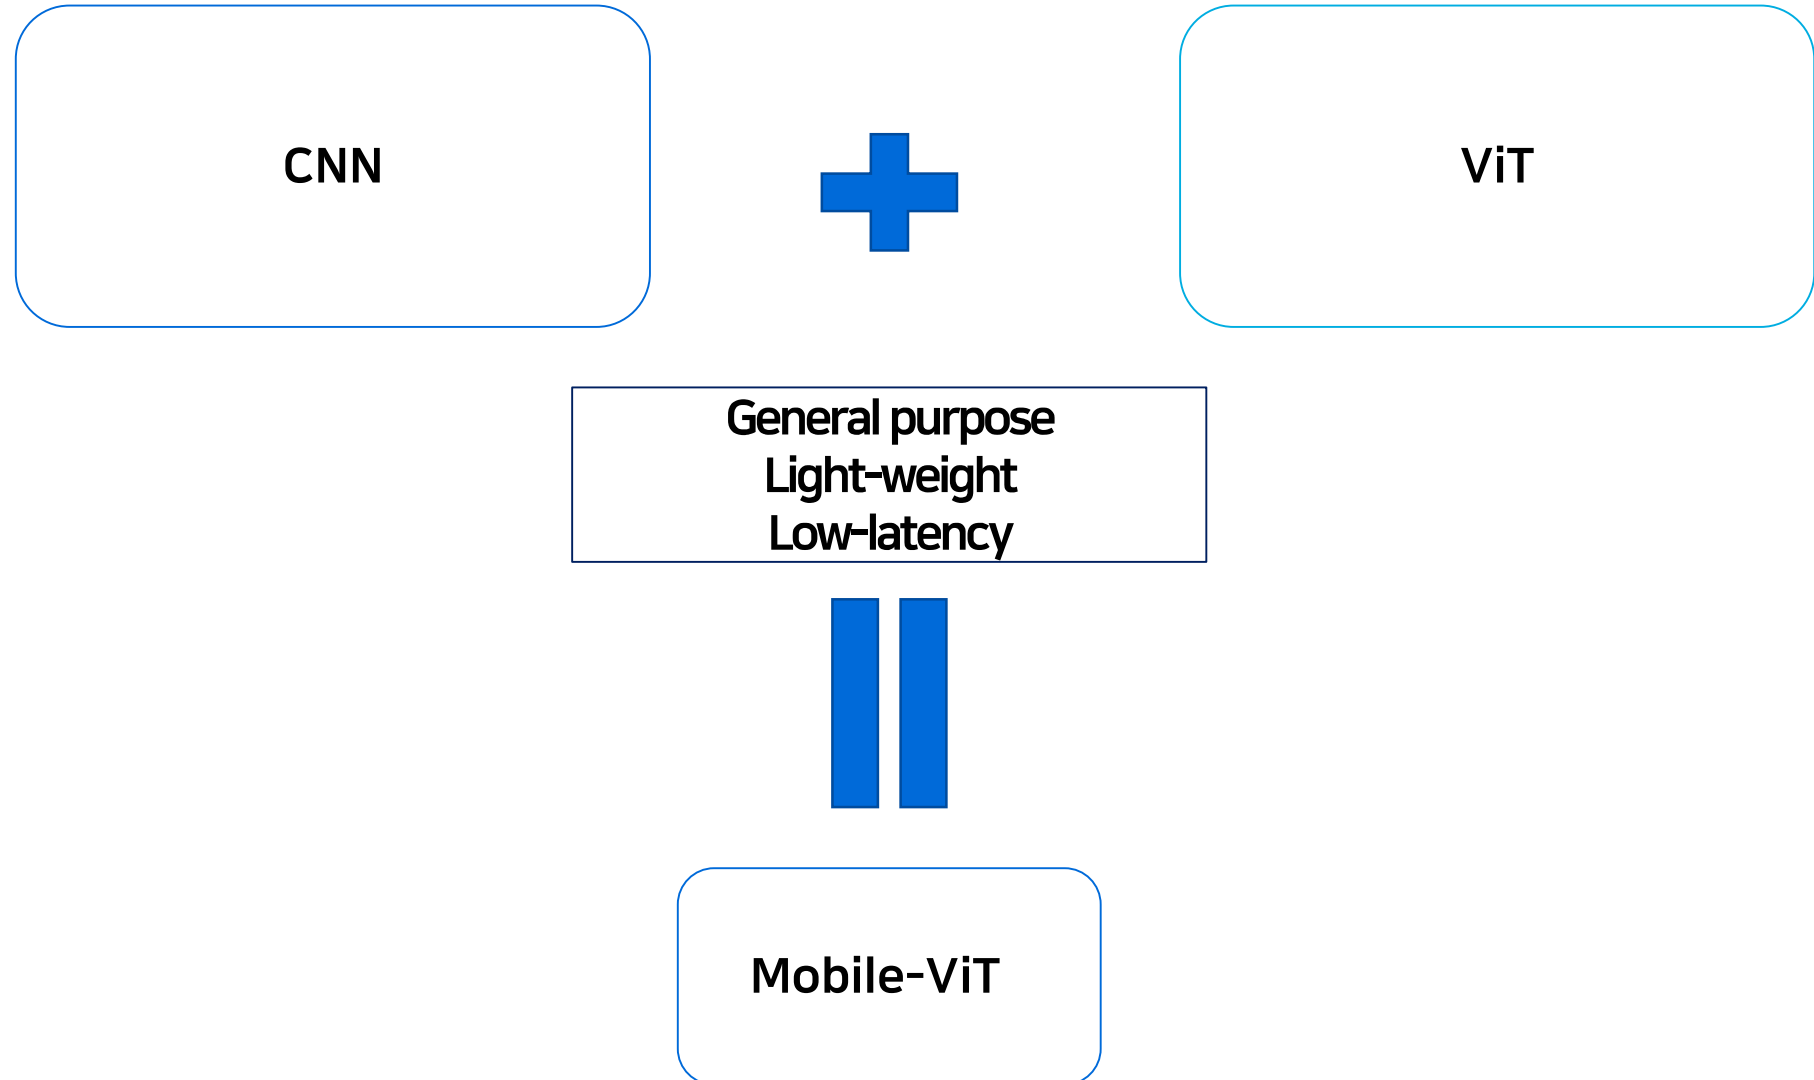 CNN
ViT
General purpose
Light-weight
Low-latency
Mobile-ViT